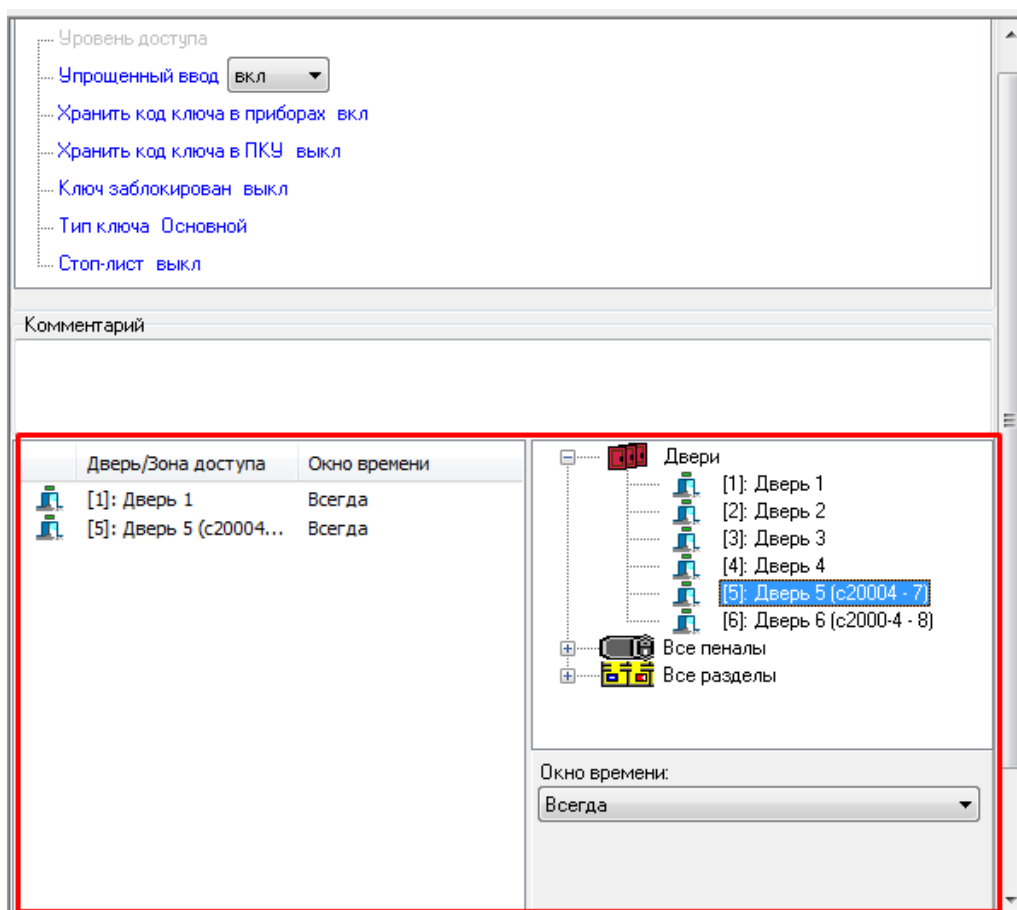 Уровень доступа
Упрощенный ввод вкл
Хранить код ключа в приборах вкл
Хранить код ключа в ПКУ выкл
Ключ заблокирован выкл
Тип ключа Основной
Стоп-лист выкл
Комментарий
Дверь/Зона доступа Окно времени
[1]: Дверь 1 Всегда
[5]: Дверь 5 (с20004... Всегда
Двери
[1]: Дверь 1
[2]: Дверь 2
[3]: Дверь 3
[4]: Дверь 4
[5]: Дверь 5 (с20004 - 7)
[6]: Дверь 6 (с2000-4 - 8)
Все пеналы
Все разделы
Окно времени:
Всегда